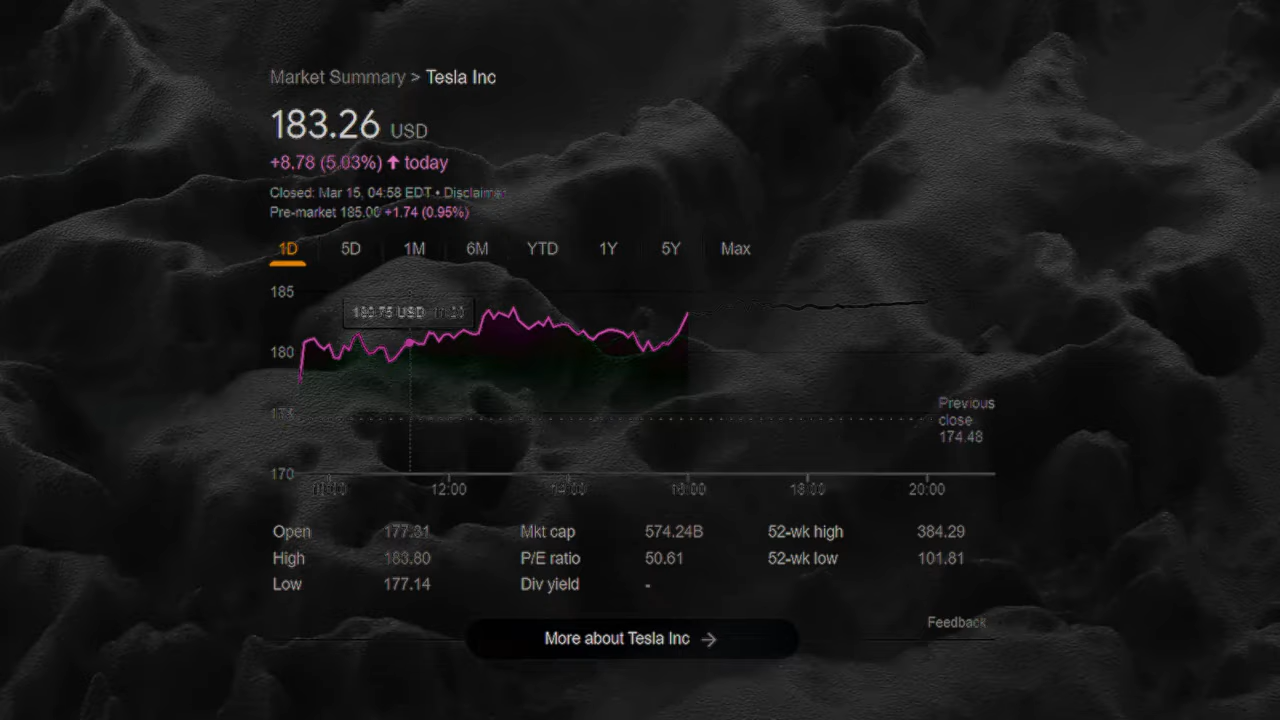 Market Summary > Tesla Inc
183.26 USD
+8.78 (5.03%) ↑ today
Closed: Mar 15, 04:58 EDT • Disclaimer
Pre-market 185.00 +1.74 (0.95%)
1D 5D 1M 6M YTD 1Y 5Y Max
185
USD
180
175
Previous
close
174.48
170
12:00 14:00 16:00 18:00 20:00
Open 177.31 Mkt cap 574.24B 52-wk high 384.29
High 183.80 P/E ratio 50.61 52-wk low 101.81
Low 177.14 Div yield -
Feedback
More about Tesla Inc →